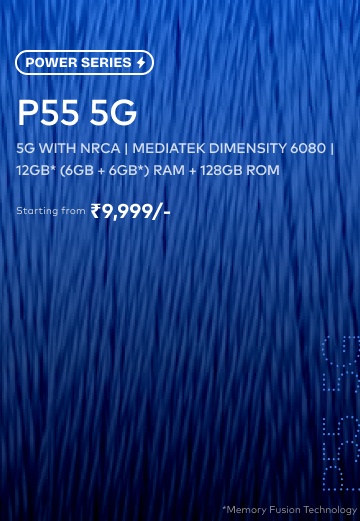 POWER SERIES
P55 5G
5G WITH NRCA | MEDIATEK DIMENSITY 6080 |
12GB* (6GB + 6GB*) RAM + 128GB ROM
Starting from ₹9,999/-
*Memory Fusion Technology